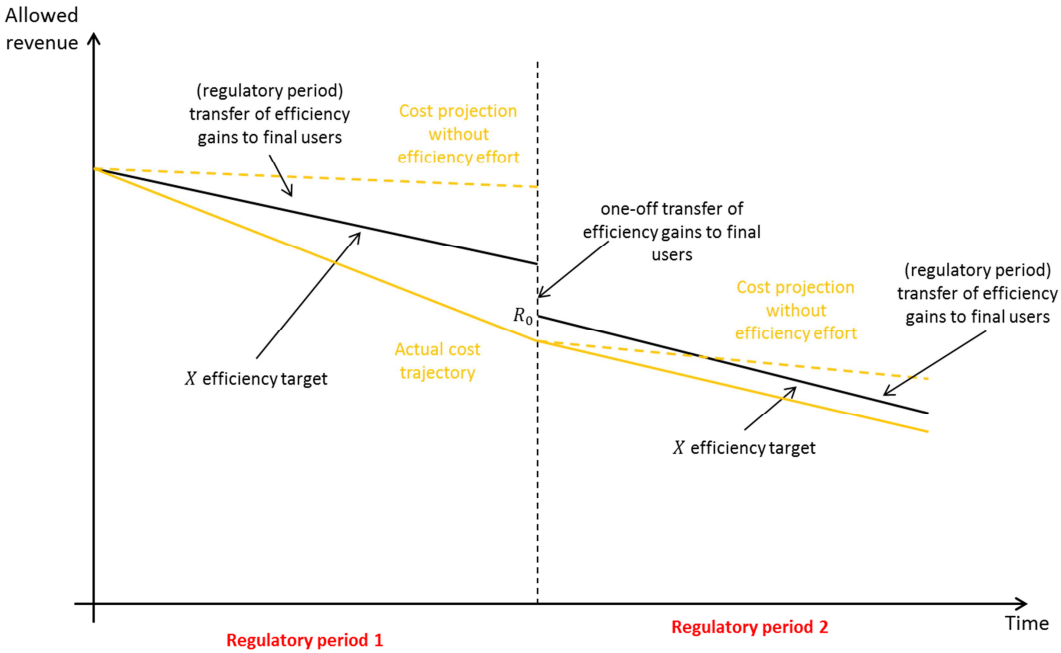 Allowed
revenue
(regulatory period)
transfer of efficiency
gains to final users
Cost projection
without
efficiency effort
one-off transfer of
efficiency gains to final
users
(regulatory period)
transfer of efficiency
gains to final users
Cost projection
without
efficiency effort
R₀
Actual cost
trajectory
X efficiency target
X efficiency target
Time
Regulatory period 1
Regulatory period 2